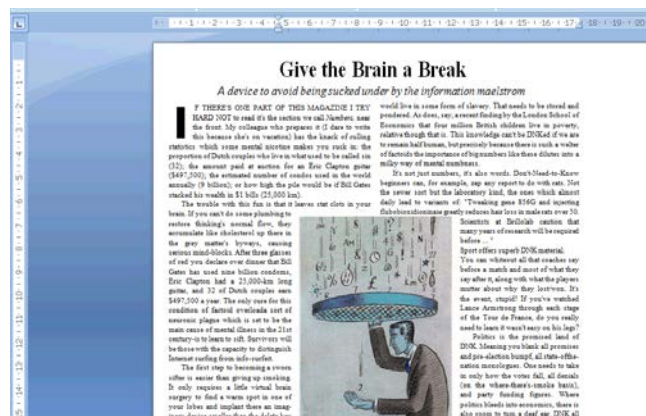 Give the Brain a Break
A device to avoid being sucked under by the information maelstrom
IF THERE'S ONE PART OF THIS MAGAZINE I TRY
HARD NOT to read it's the section we call Numbers, near
the front. My colleague who prepares it (I dare to write
this because she's on vacation) has the knack of culling
statistics which some mental nicotine makes you suck in: the
proportion of Dutch couples who live in what used to be called sin
(32); the amount paid at auction for an Eric Clapton guitar
($497,500); the estimated number of condos used in the world
annually (9 billion); or how high the pile would be if Bill Gates
stacked his wealth in $1 bills (25,000 km).
The trouble with this fun is that it leaves stat clots in your
brain. If you can't do some plumbing to
restore thinking's normal flow, they
accumulate like cholesterol up there in
the grey matter's byways, causing
serious mind-blocks. After three glasses
of red you declare over dinner that Bill
Gates has used nine billion condoms,
Eric Clapton had a 25,000-km long
guitar, and 32 of Dutch couples earn
$497,500 a year. The only cure for this
condition of factoid overload a sort of
neuronic plague which is set to be the
main cause of mental illness in the 21st
century-is to learn to sift. Survivors will
be those with the capacity to distinguish
Internet surfing from info-surfeit.
The first step to becoming a sworn
sifter is easier than giving up smoking.
It only requires a little virtual brain
surgery to find a warm spot in one of
your lobes and implant there an imag-
world live in some form of slavery. That needs to be stored and
pondered. As does, say, a recent finding by the London School of
Economics that four million British children live in poverty,
relative though that is. This knowledge can't be DNKed if we are
to remain half human, but precisely because there is such a welter
of factoids the importance of big numbers like these dilutes into a
milky way of mental numbness.
It's not just numbers, it's also words. Don't-Need-to-Know
beginners can, for example, zap any report to do with rats. Not
the sewer sort but the laboratory kind, the ones which almost
daily lead to variants of: "Tweaking gene 856G and injecting
greatly reduces hair loss in male rats over 50.
Scientists at Brillolab caution that
many years of research will be required
before ... "
Sport offers superb DNK material.
You can whiteout all that coaches say
before a match and most of what they
say after it, along with what the players
mutter about why they lost/won. It's
the event, stupid! If you've watched
Lance Armstrong through each stage
of the Tour de France, do you really
need to learn it wasn't easy on his legs?
Politics is the promised land of
DNK. Meaning you blank all promises
and pre-election bumpf, all state-of-the-
nation monologues. One needs to take
in only how the votes fall, all denials
(on the where-there's-smoke basis),
and party funding figures. Where
politics bleeds into economics, there is
also room to turn a deaf ear. DNK all